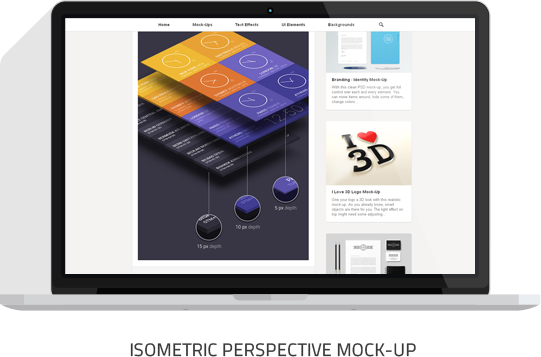 Home Mock-Ups Text Effects UI Elements Backgrounds
15 px depth
10 px depth
5 px depth
Branding - Identity Mock-Up
With this clean PSD mock-up, you get full
control over each and every element. You
can move items around, hide some of them,
change colors...
I ♥ 3D
I Love 3D Logo Mock-Up
Give your logo a 3D look with this realistic
mock-up. As you already know, smart
objects are there for you. The light effect on
top might need some adjusting...
ISOMETRIC PERSPECTIVE MOCK-UP